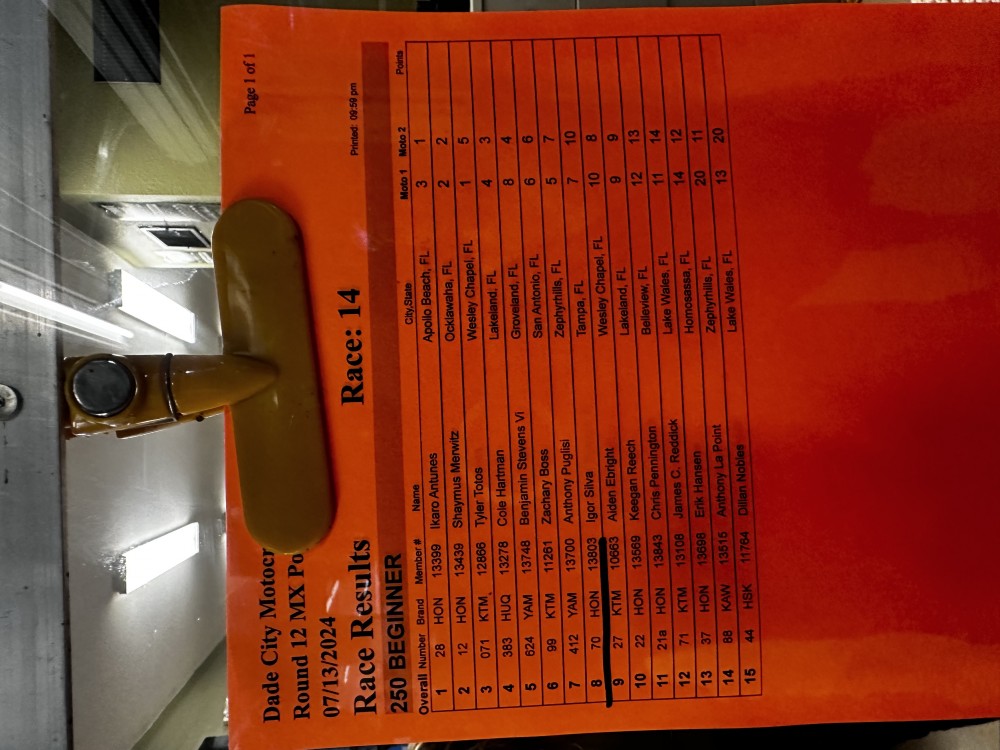 Page 1 of 1
Dade City Motocr
Round 12 MX Po
07/13/2024
Printed: 09:59 pm
Race Results Race: 14
250 BEGINNER
Overall Number Brand Member # Name City,State Moto 1 Moto 2 Points
1 28 HON 13399 Ikaro Antunes Apollo Beach, FL 3 1
2 12 HON 13439 Shaymus Merwitz Ocklawaha, FL 2 2
3 071 KTM, 12866 Tyler Totos Wesley Chapel, FL 1 5
4 383 HUQ 13278 Cole Hartman Lakeland, FL 4 3
5 624 YAM 13748 Benjamin Stevens VI Groveland, FL 8 4
6 99 KTM 11261 Zachary Boss San Antonio, FL 6 6
7 412 YAM 13700 Anthony Puglisi Zephyrhills, FL 5 7
8 70 HON 13803 Igor Silva Tampa, FL 7 10
9 27 KTM 10663 Alden Ebright Wesley Chapel, FL 10 8
10 22 HON 13569 Keegan Reech Lakeland, FL 9 9
11 21a HON 13843 Chris Pennington Belleview, FL 12 13
12 71 KTM 13108 James C. Reddick Lake Wales, FL 11 14
13 37 HON 13698 Erik Hansen Homosassa, FL 14 12
14 88 KAW 13515 Anthony La Point Zephyrhills, FL 20 11
15 44 HSK 11764 Dillan Nobles Lake Wales, FL 13 20